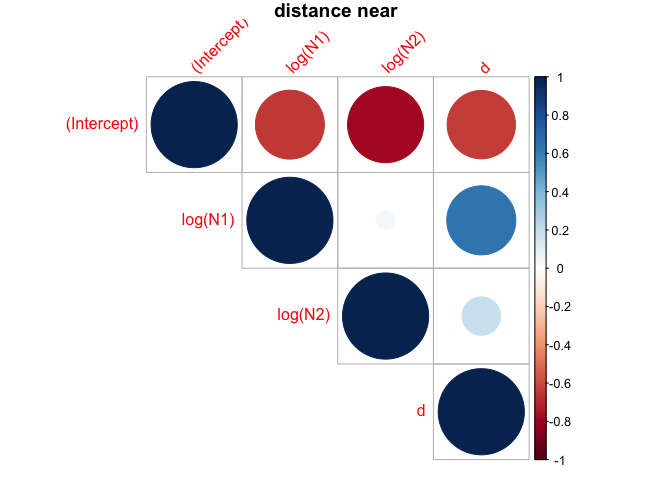 distance near
(Intercept)
log(N1)
log(N2)
d
(Intercept)
log(N1)
log(N2)
d
1
0.8
0.6
0.4
0.2
0
-0.2
-0.4
-0.6
-0.8
-1